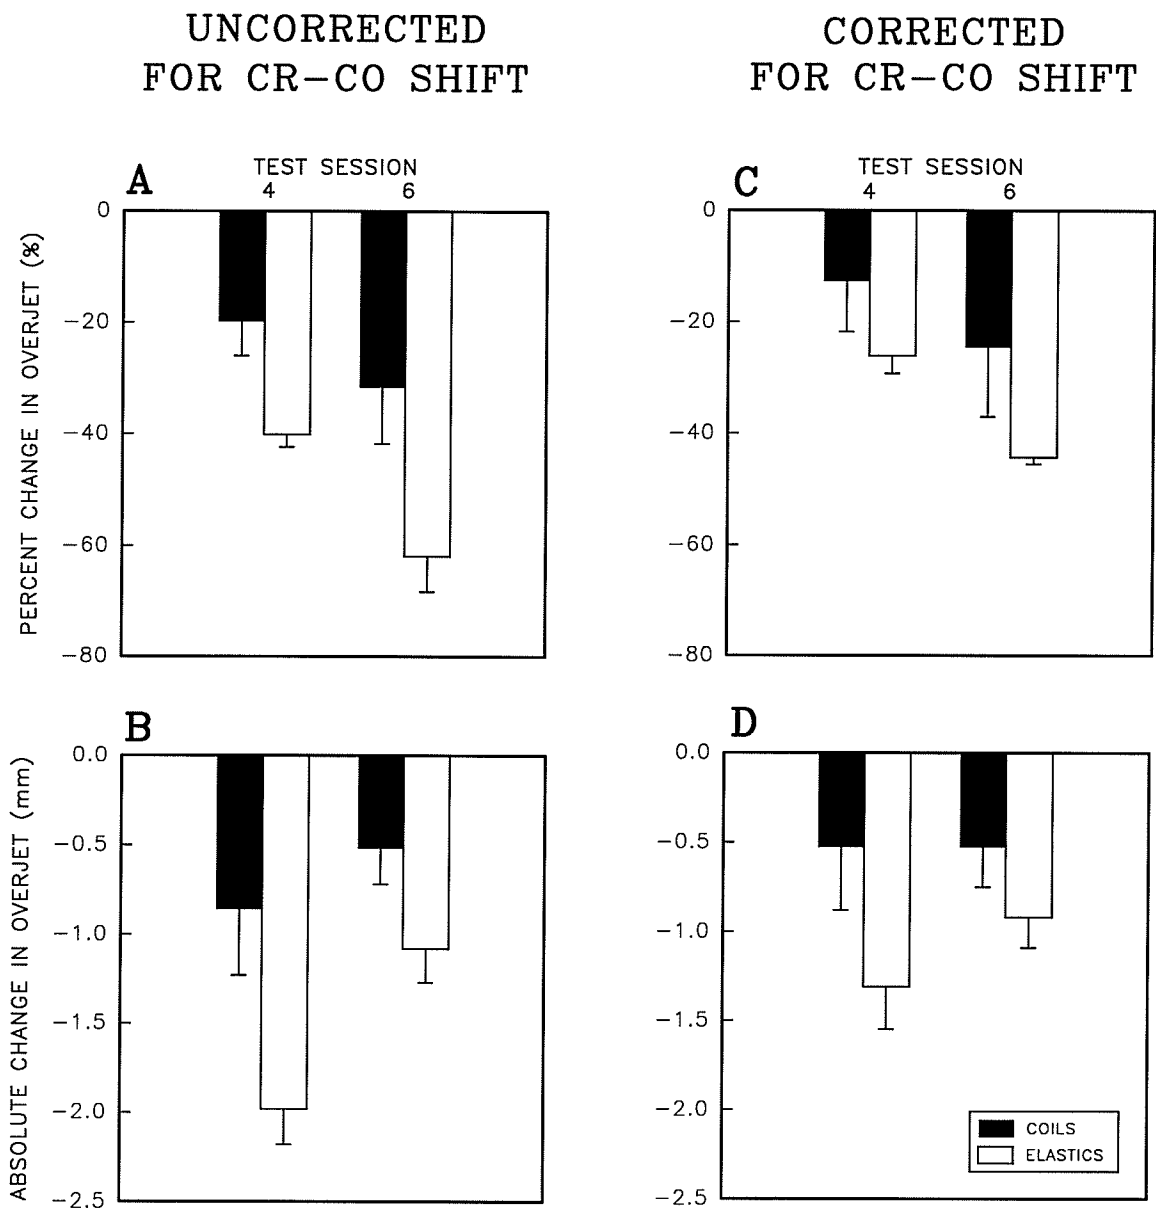 UNCORRECTED
FOR CR-CO SHIFT
CORRECTED
FOR CR-CO SHIFT
A
TEST SESSION
4 6
PERCENT CHANGE IN OVERJET (%)
0
-20
-40
-60
-80
C
TEST SESSION
4 6
0
-20
-40
-60
-80
B
ABSOLUTE CHANGE IN OVERJET (mm)
0.0
-0.5
-1.0
-1.5
-2.0
-2.5
D
0.0
-0.5
-1.0
-1.5
-2.0
-2.5
COILS
ELASTICS